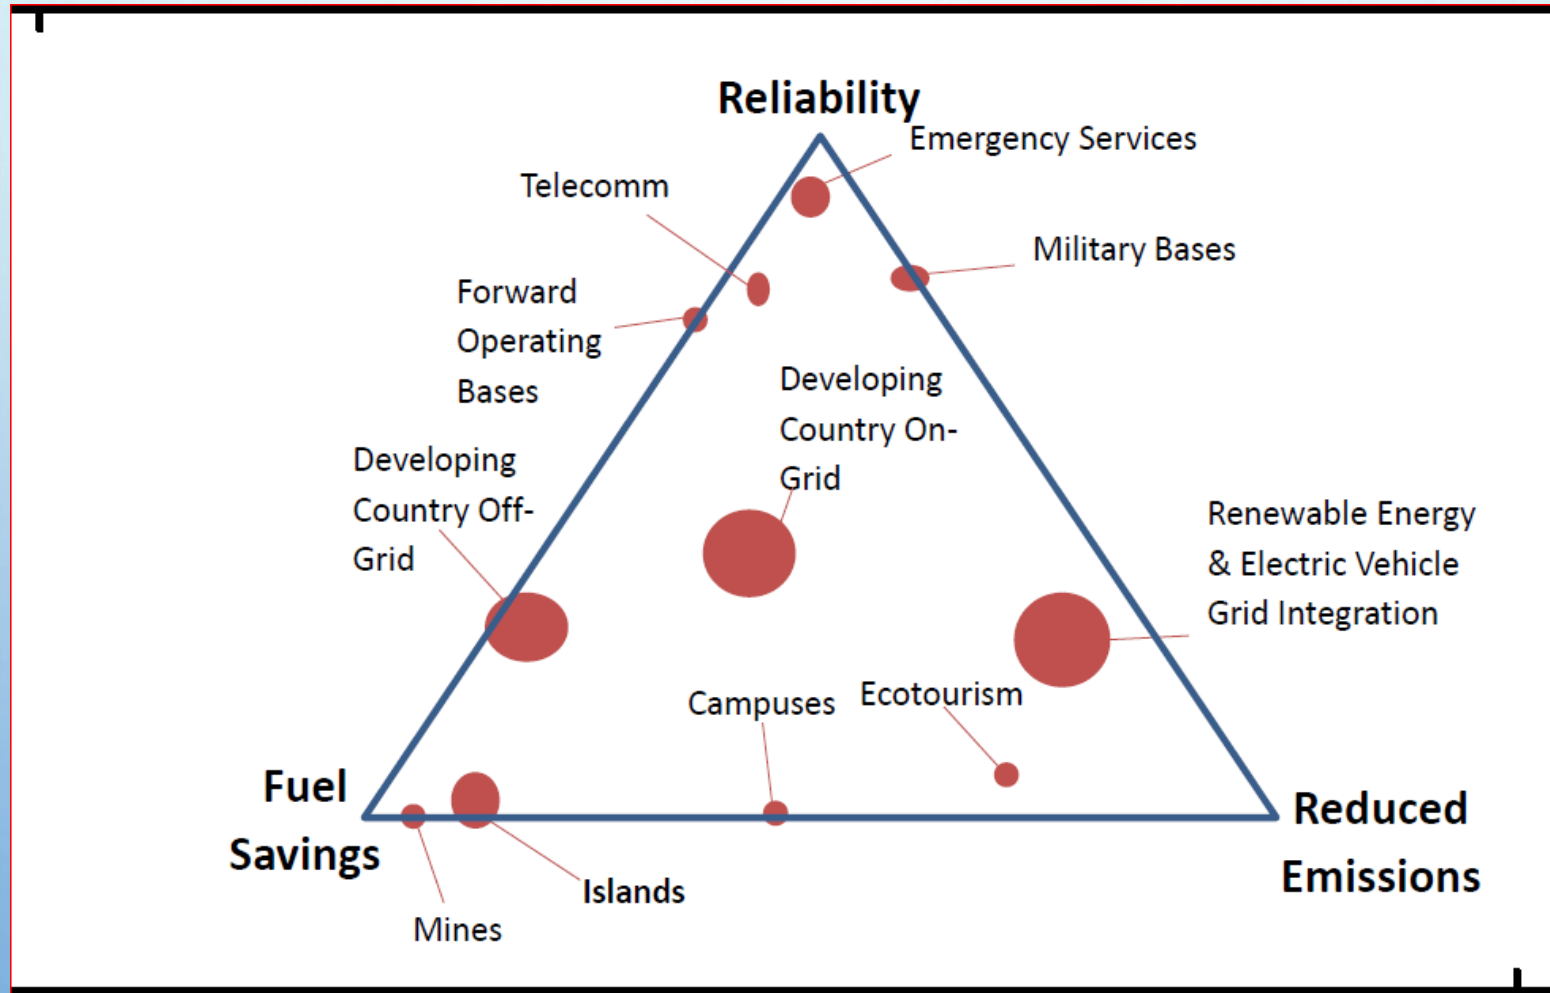 Reliability
Emergency Services
Telecomm
Military Bases
Forward
Operating
Bases
Developing
Country On-
Grid
Developing
Country Off-
Grid
Renewable Energy
& Electric Vehicle
Grid Integration
Campuses
Ecotourism
Fuel
Savings
Reduced
Emissions
Islands
Mines